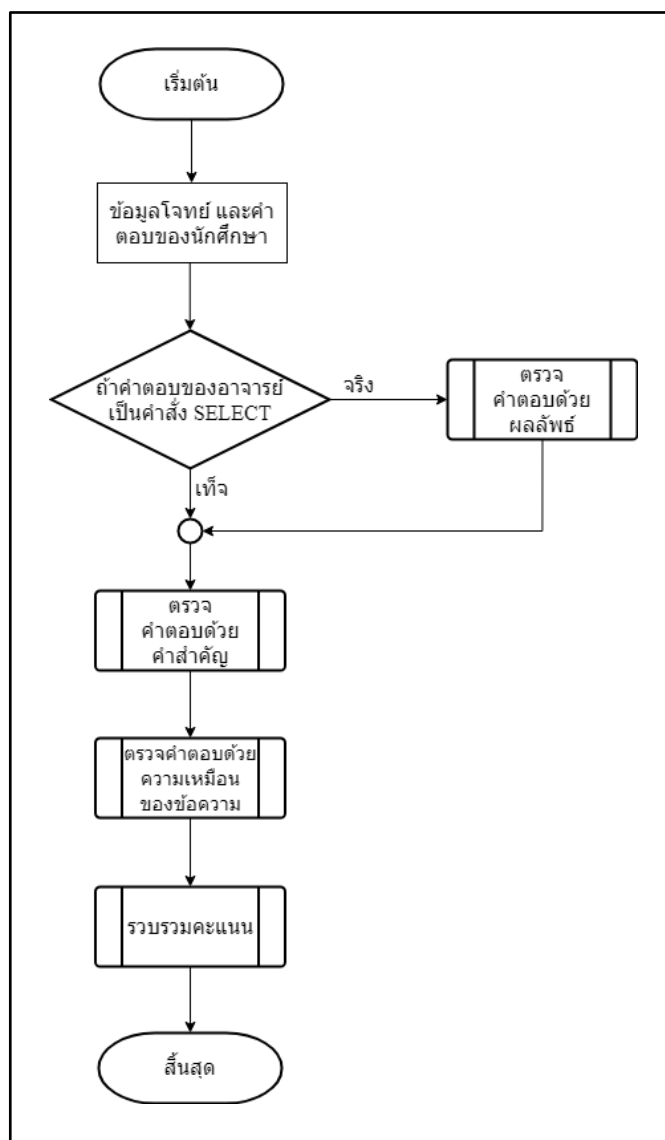 เริ่มต้น
ข้อมูลโจทย์ และคำ
ตอบของนักศึกษา
ถ้าคำตอบของอาจารย์
เป็นคำสั่ง SELECT
จริง
ตรวจ
คำตอบด้วย
ผลลัพธ์
เท็จ
ตรวจ
คำตอบด้วย
คำสำคัญ
ตรวจคำตอบด้วย
ความเหมือน
ของข้อความ
รวบรวมคะแนน
สิ้นสุด